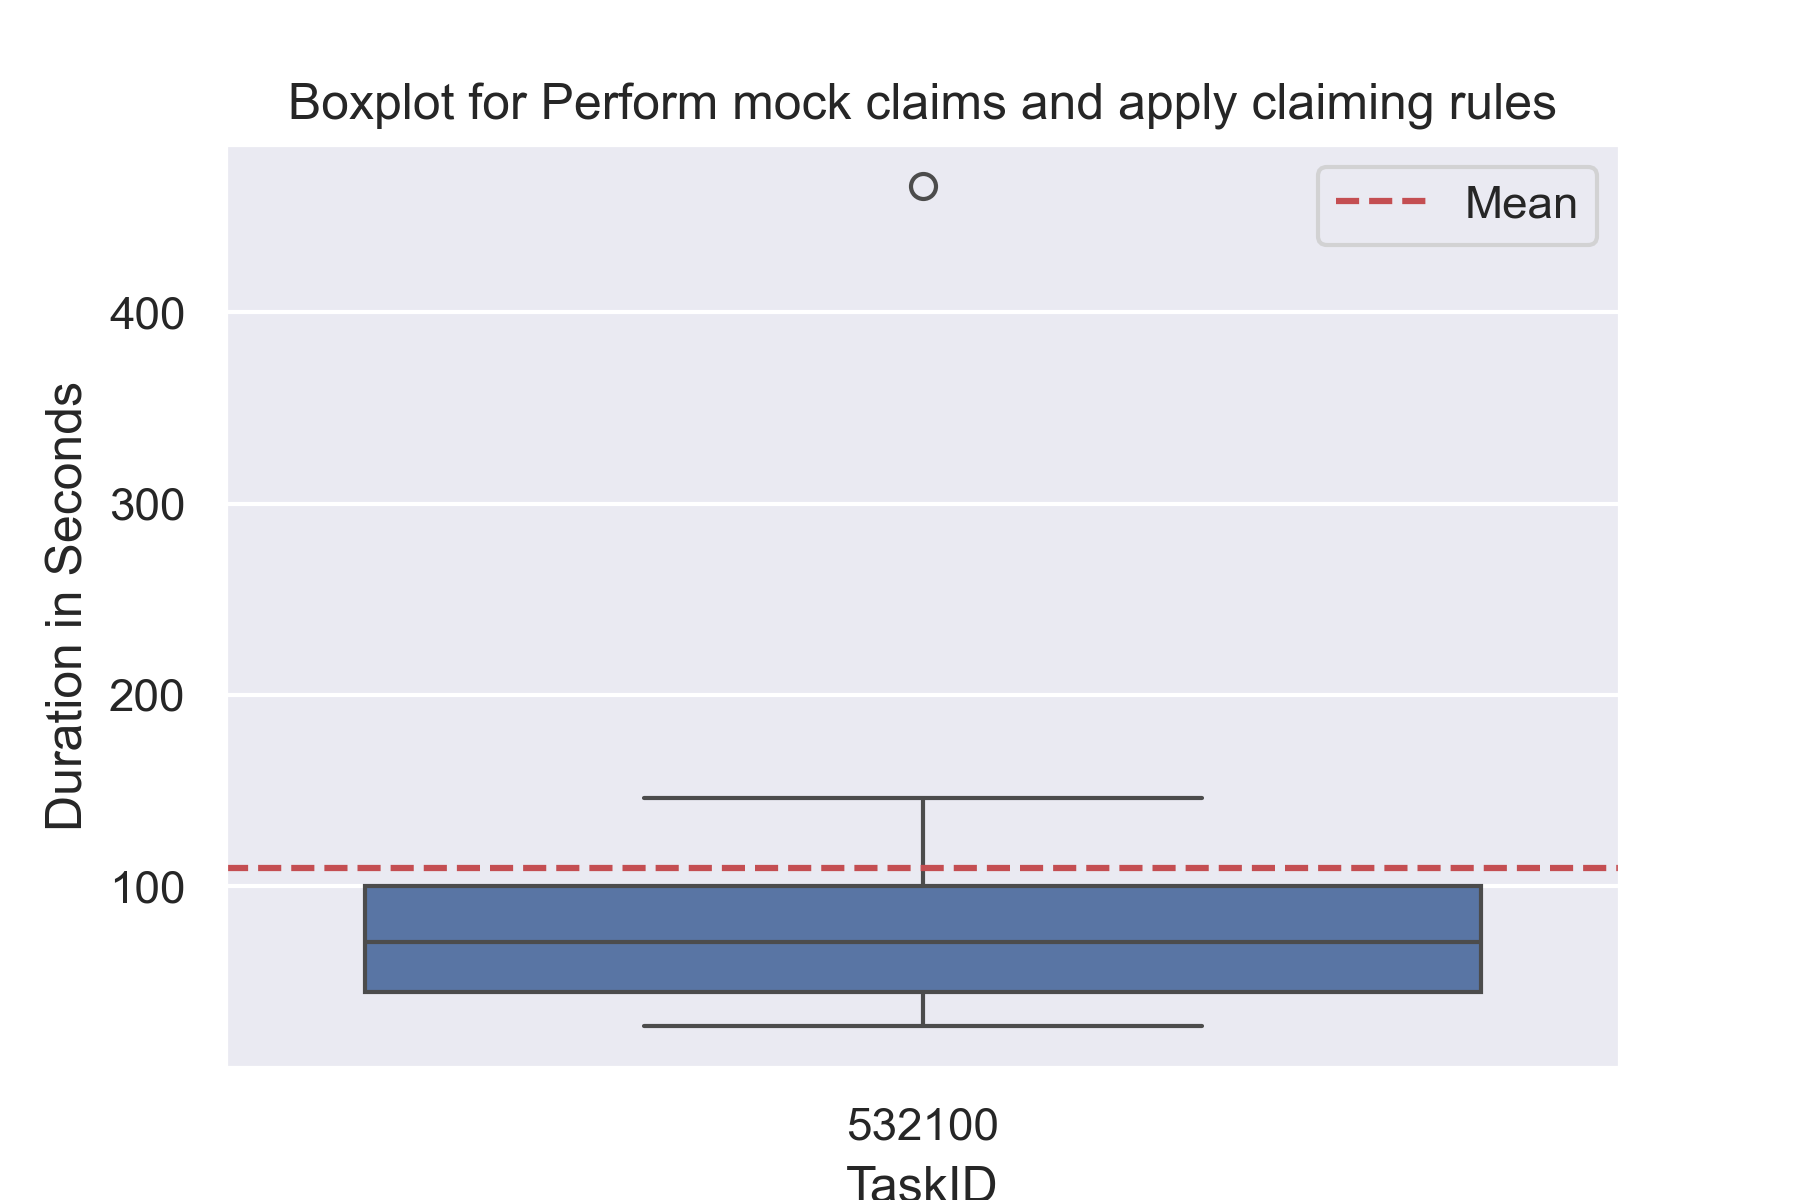 Boxplot for Perform mock claims and apply claiming rules
Mean
400
300
200
100
Duration in Seconds
532100
TaskID